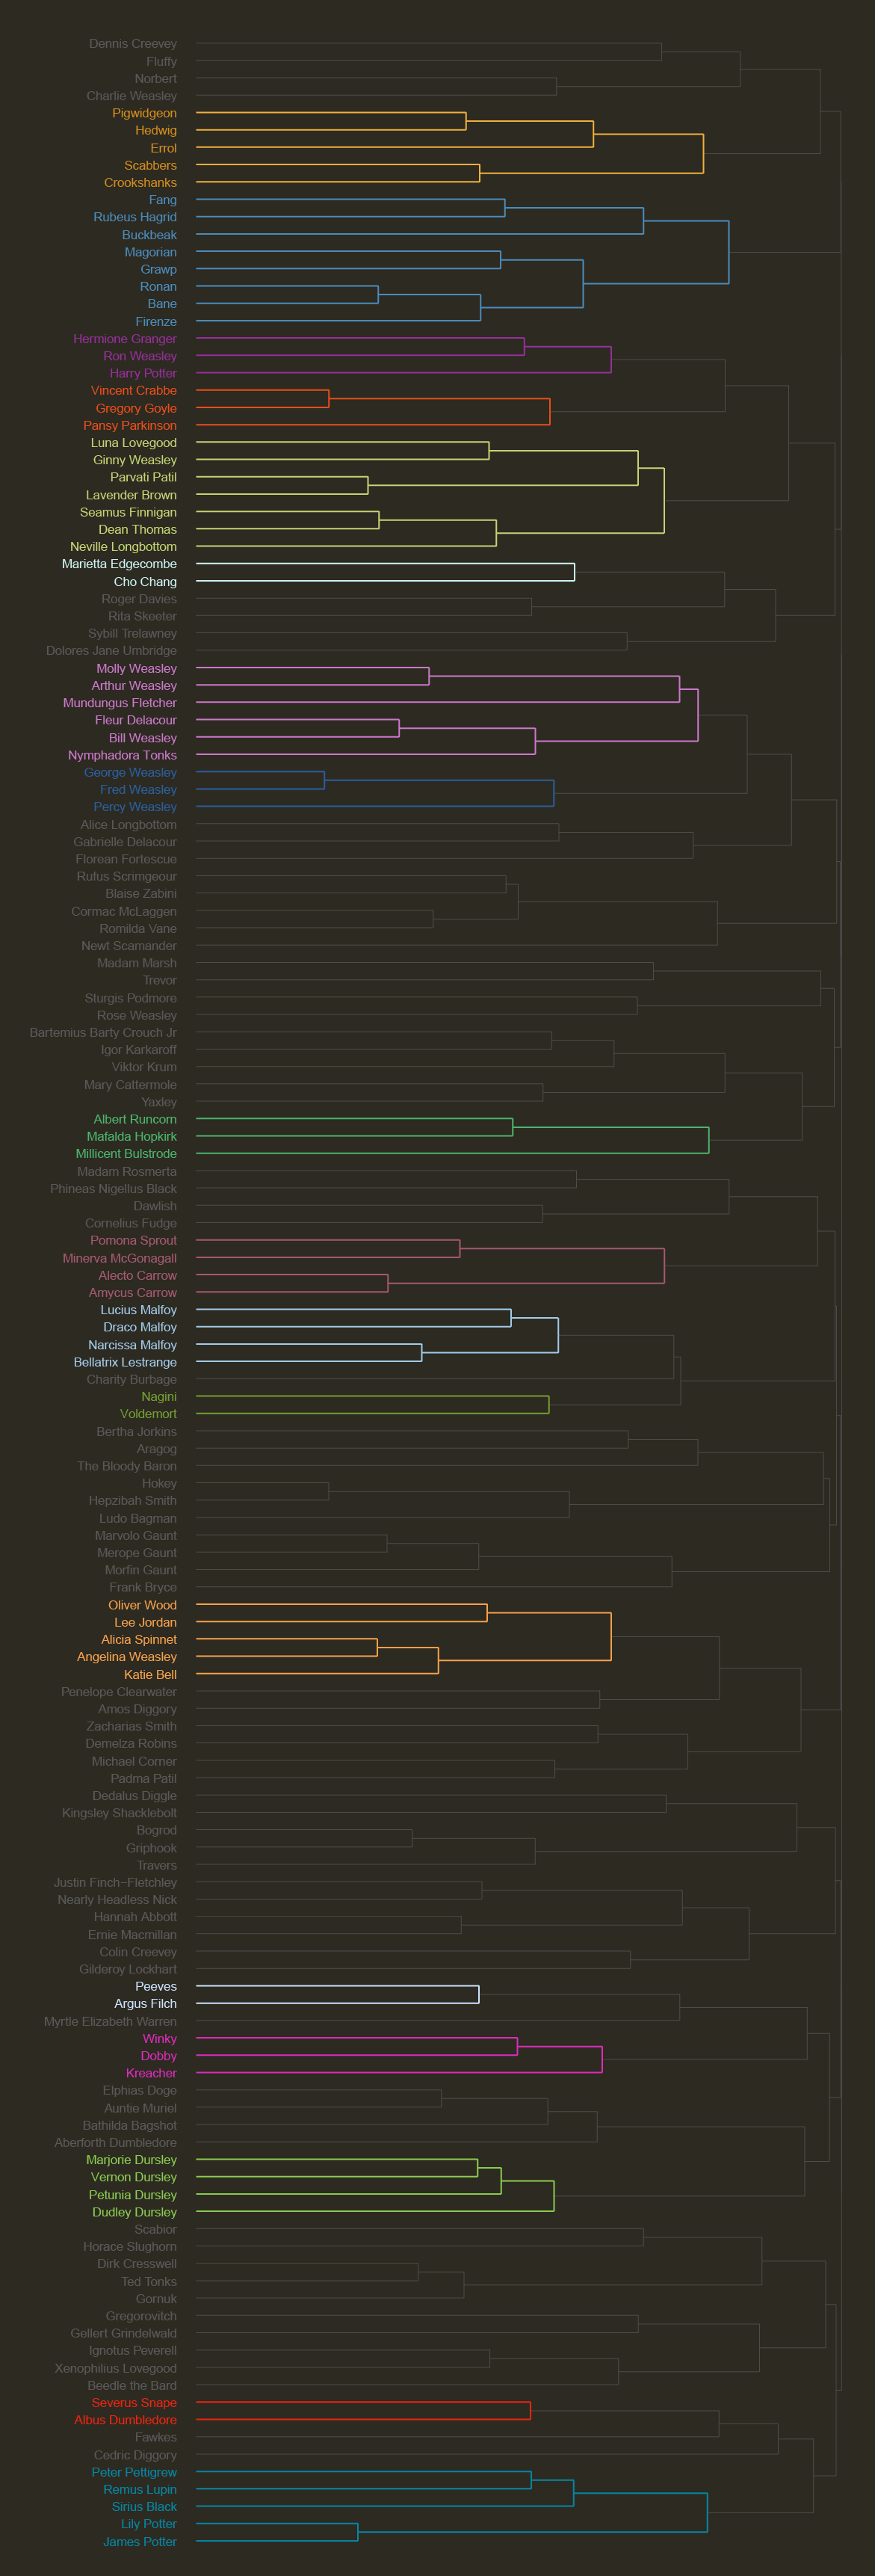 Dennis Creevey
Fluffy
Norbert
Charlie Weasley
Pigwidgeon
Hedwig
Errol
Scabbers
Crookshanks
Fang
Rubeus Hagrid
Buckbeak
Magorian
Grawp
Ronan
Bane
Firenze
Hermione Granger
Ron Weasley
Harry Potter
Vincent Crabbe
Gregory Goyle
Pansy Parkinson
Luna Lovegood
Ginny Weasley
Parvati Patil
Lavender Brown
Seamus Finnigan
Dean Thomas
Neville Longbottom
Marietta Edgecombe
Cho Chang
Roger Davies
Rita Skeeter
Sybill Trelawney
Dolores Jane Umbridge
Molly Weasley
Arthur Weasley
Mundungus Fletcher
Fleur Delacour
Bill Weasley
Nymphadora Tonks
George Weasley
Fred Weasley
Percy Weasley
Alice Longbottom
Gabrielle Delacour
Florean Fortescue
Rufus Scrimgeour
Blaise Zabini
Cormac McLaggen
Romilda Vane
Newt Scamander
Madam Marsh
Trevor
Sturgis Podmore
Rose Weasley
Bartemius Barty Crouch Jr
Igor Karkaroff
Viktor Krum
Mary Cattermole
Yaxley
Albert Runcorn
Mafalda Hopkirk
Millicent Bulstrode
Madam Rosmerta
Phineas Nigellus Black
Dawlish
Cornelius Fudge
Pomona Sprout
Minerva McGonagall
Alecto Carrow
Amycus Carrow
Lucius Malfoy
Draco Malfoy
Narcissa Malfoy
Bellatrix Lestrange
Charity Burbage
Nagini
Voldemort
Bertha Jorkins
Aragog
The Bloody Baron
Hokey
Hepzibah Smith
Ludo Bagman
Marvolo Gaunt
Merope Gaunt
Morfin Gaunt
Frank Bryce
Oliver Wood
Lee Jordan
Alicia Spinnet
Angelina Weasley
Katie Bell
Penelope Clearwater
Amos Diggory
Zacharias Smith
Demelza Robins
Michael Corner
Padma Patil
Dedalus Diggle
Kingsley Shacklebolt
Bogrod
Griphook
Travers
Justin Finch−Fletchley
Nearly Headless Nick
Hannah Abbott
Ernie Macmillan
Colin Creevey
Gilderoy Lockhart
Peeves
Argus Filch
Myrtle Elizabeth Warren
Winky
Dobby
Kreacher
Elphias Doge
Auntie Muriel
Bathilda Bagshot
Aberforth Dumbledore
Marjorie Dursley
Vernon Dursley
Petunia Dursley
Dudley Dursley
Scabior
Horace Slughorn
Dirk Cresswell
Ted Tonks
Gornuk
Gregorovitch
Gellert Grindelwald
Ignotus Peverell
Xenophilius Lovegood
Beedle the Bard
Severus Snape
Albus Dumbledore
Fawkes
Cedric Diggory
Peter Pettigrew
Remus Lupin
Sirius Black
Lily Potter
James Potter